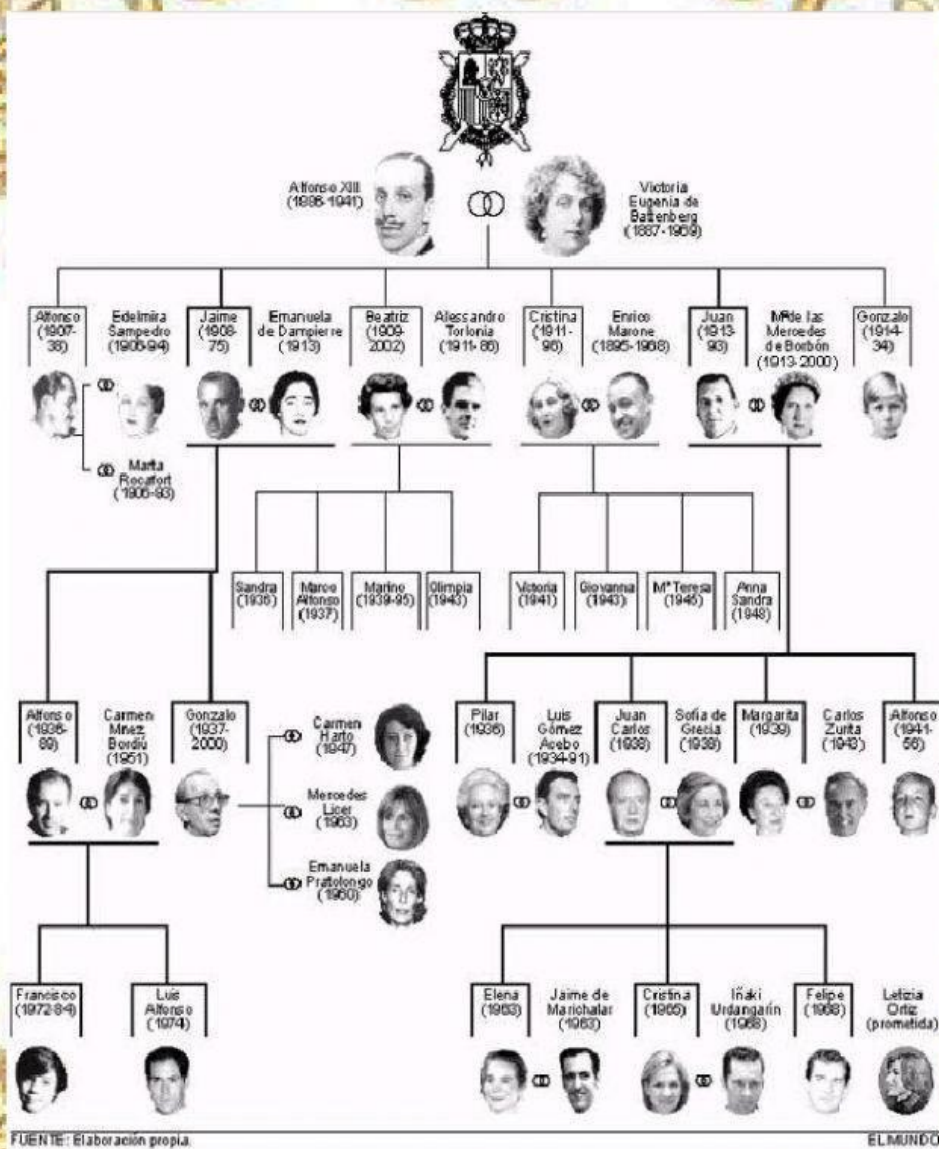 Alfonso XIII
(1886-1941)
Victoria
Eugenia de
Battenberg
(1887-1969)
Alfonso
(1907-
38)
Edelmira
Sampedro
(1906-94)
Jaime
(1908-
75)
Emanuela
de Dampierre
(1913)
Beatriz
(1909-
2002)
Alessandro
Torlonia
(1911-86)
Cristina
(1911-
96)
Enrico
Marone
(1895-1968)
Juan
(1913-
93)
Mª de las
Mercedes
de Borbón
(1913-2000)
Gonzalo
(1914-
34)
Marta
Rocafort
Sandra
(1936)
Marco
Alfonso
(1937)
Marino
(1939-95)
Olimpia
(1943)
Victoria
(1941)
Giovanna
(1943)
Mª Teresa
(1945)
Anna
Sandra
(1948)
Alfonso
(1936-
89)
Carmen
Mnez
Bordiú
(1951)
Gonzalo
(1937-
2000)
Carmen
Harto
(1947)
Mercedes
Licer
(1963)
Emanuela
Prattolongo
(1960)
Pilar
(1936)
Luis
Gómez
Acebo
(1934-91)
Juan
Carlos
(1938)
Sofía de
Grecia
(1938)
Margarita
(1939)
Carlos
Zurita
(1943)
Alfonso
(1941-
56)
Francisco
(1972-84)
Luis
Alfonso
(1974)
Elena
(1963)
Jaime de
Marichalar
(1963)
Cristina
(1965)
Iñaki
Urdangarín
(1968)
Felipe
(1968)
Letizia
Ortiz
(prometida)
FUENTE: Elaboración propia.
EL MUNDO